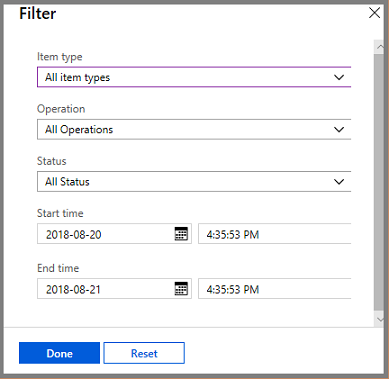 Filter
Item type
All item types
Operation
All Operations
Status
All Status
Start time
2018-08-20 4:35:53 PM
End time
2018-08-21 4:35:53 PM
Done Reset